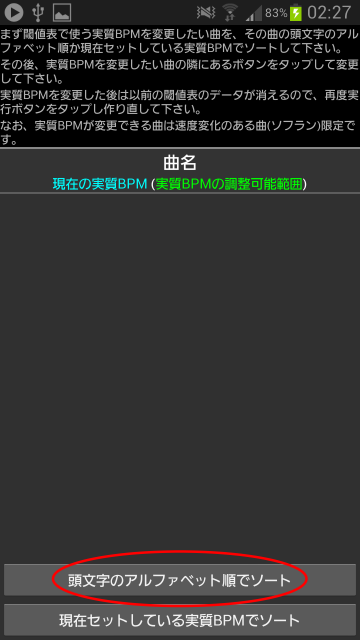 83% 02:27
まず閾値表で使う実質BPMを変更したい曲を、その曲の頭文字のアル
ファベット順か現在セットしている実質BPMでソートして下さい。
その後、実質BPMを変更したい曲の隣にあるボタンをタップして変更
して下さい。
実質BPMを変更した後は以前の閾値表のデータが消えるので、再度実
行ボタンをタップし作り直して下さい。
なお、実質BPMが変更できる曲は速度変化のある曲(ソフラン)限定で
す。
曲名
現在の実質BPM (実質BPMの調整可能範囲)
頭文字のアルファベット順でソート
現在セットしている実質BPMでソート